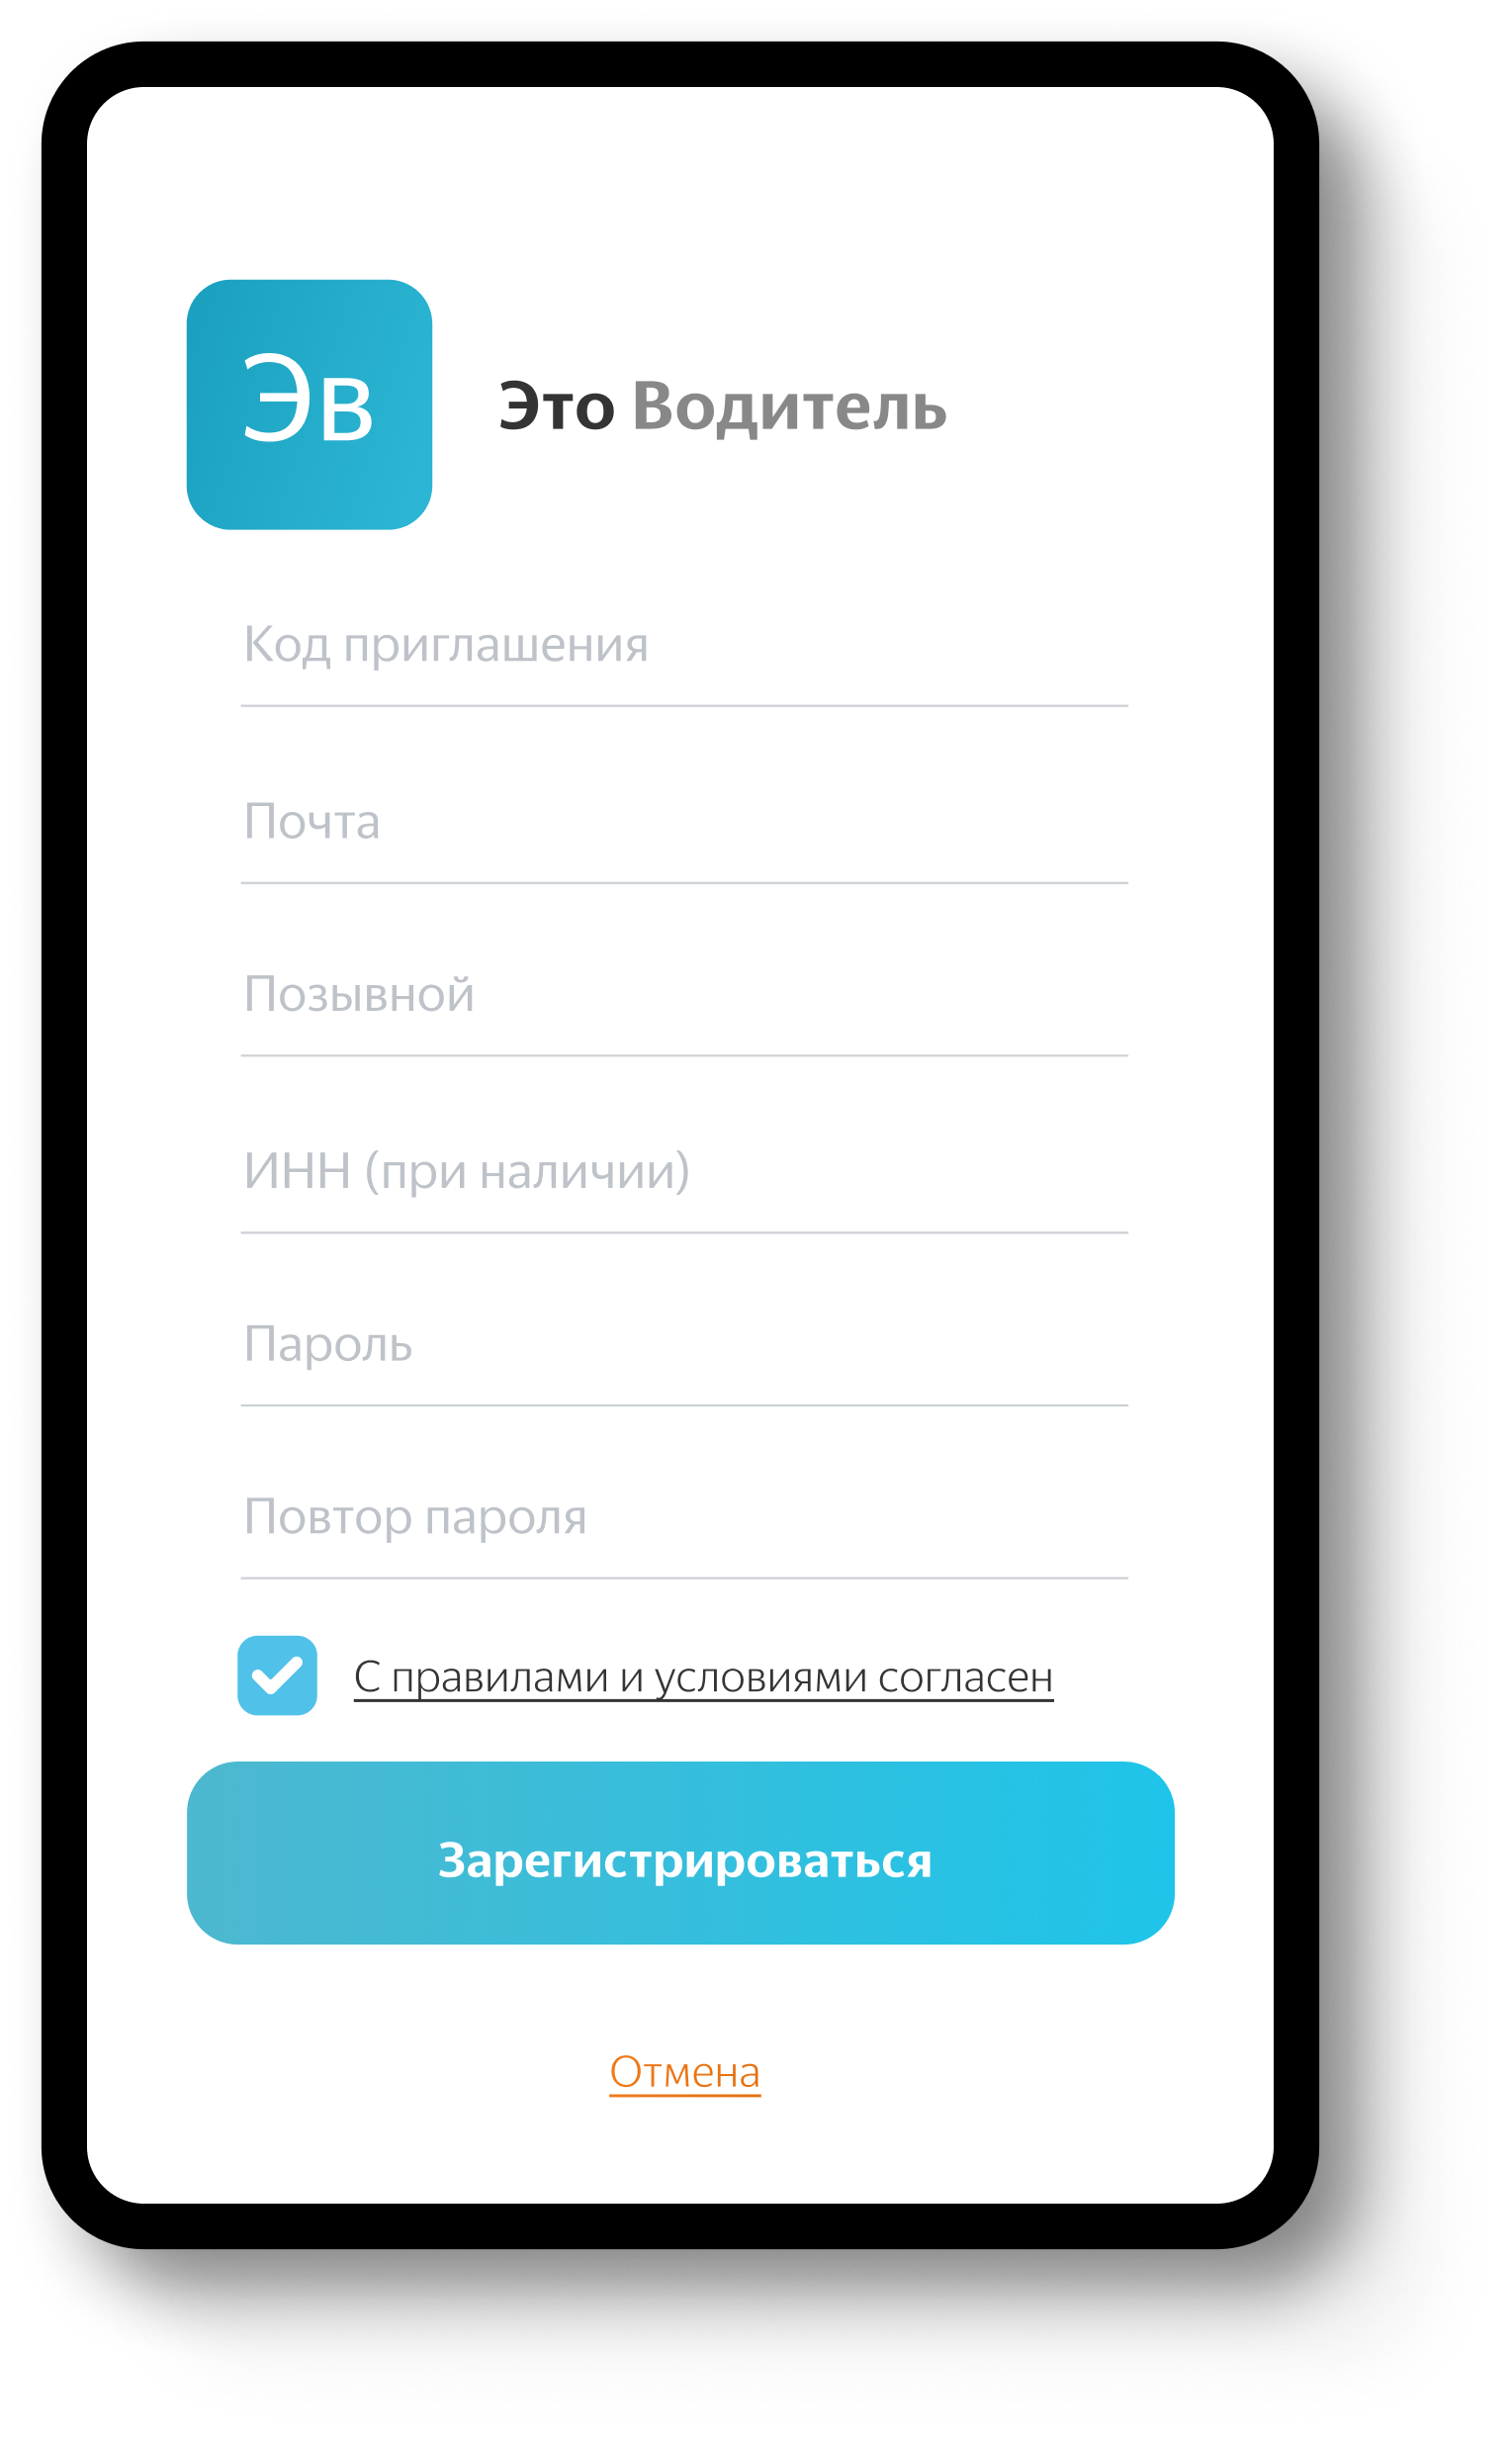 Эв
Это Водитель
Код приглашения
Почта
Позывной
ИНН (при наличии)
Пароль
Повтор пароля
С правилами и условиями согласен
Зарегистрироваться
Отмена